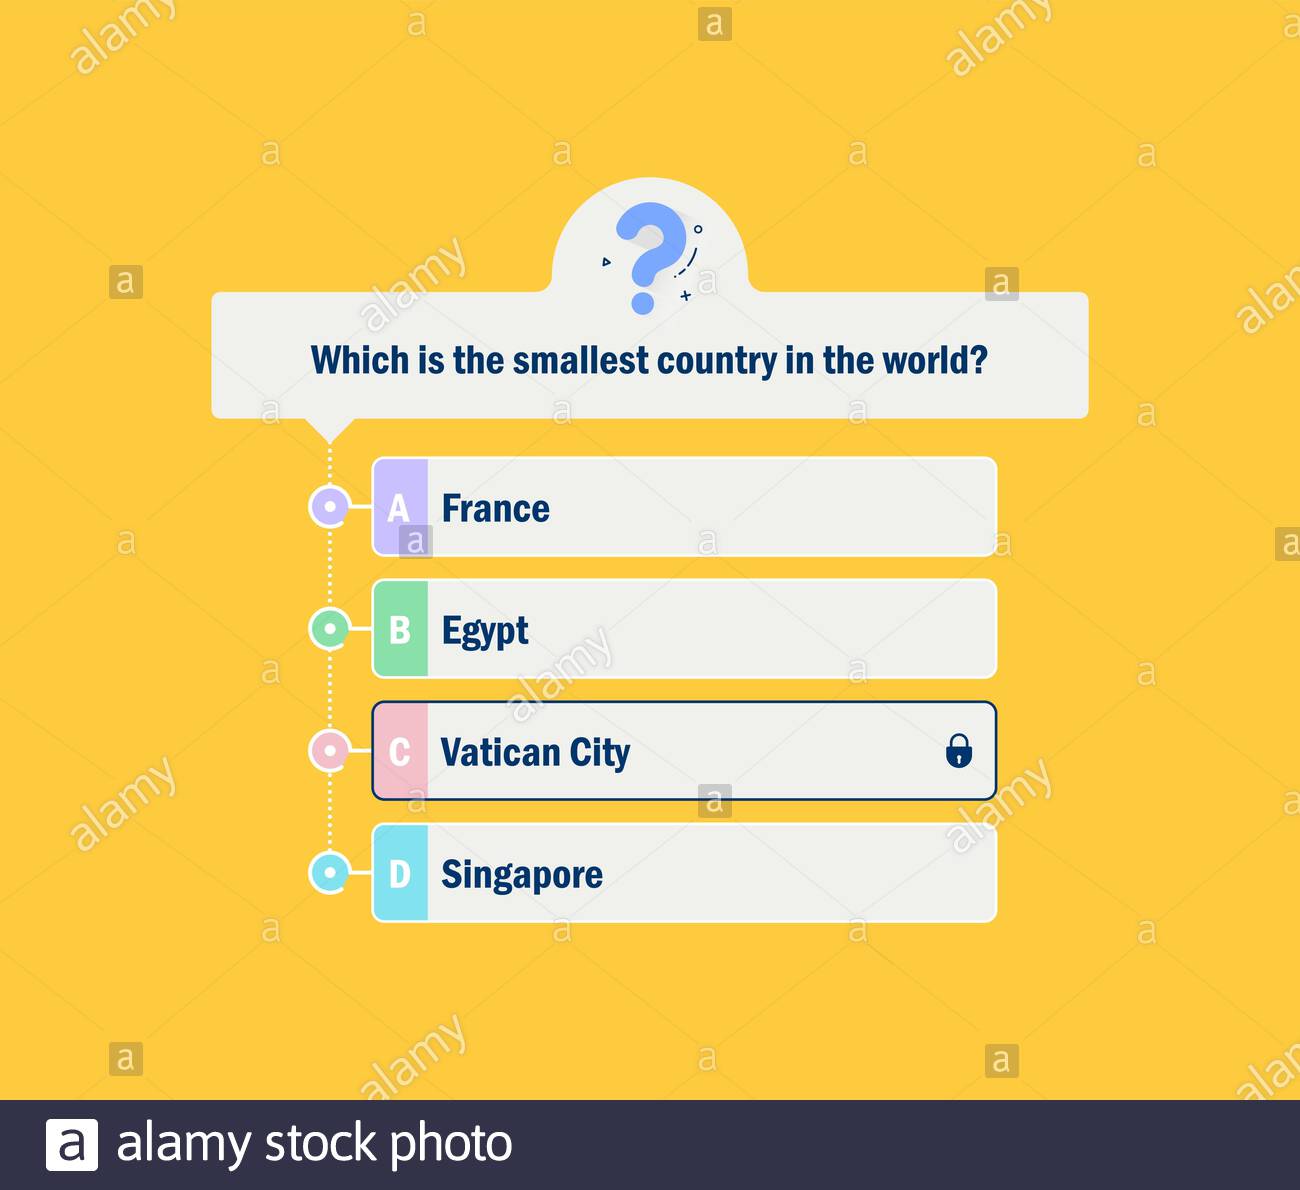 Which is the smallest country in the world?
A France
B Egypt
C Vatican City
D Singapore
a alamy stock photo